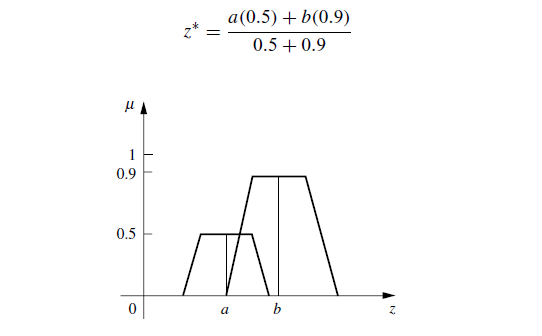 z* = a(0.5) + b(0.9) / 0.5 + 0.9
μ
1
0.9
0.5
0 a b z